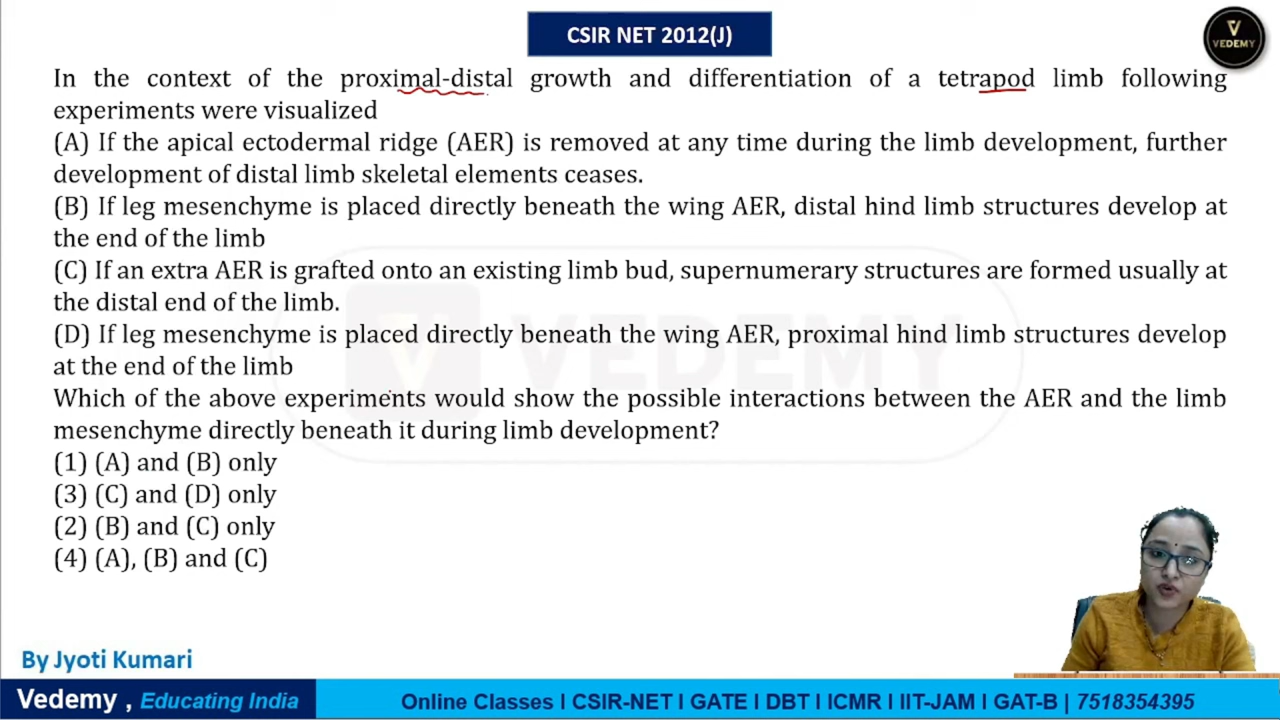 CSIR NET 2012(J)
VEDEMY
In the context of the proximal-distal growth and differentiation of a tetrapod limb following
experiments were visualized
(A) If the apical ectodermal ridge (AER) is removed at any time during the limb development, further
development of distal limb skeletal elements ceases.
(B) If leg mesenchyme is placed directly beneath the wing AER, distal hind limb structures develop at
the end of the limb
(C) If an extra AER is grafted onto an existing limb bud, supernumerary structures are formed usually at
the distal end of the limb.
(D) If leg mesenchyme is placed directly beneath the wing AER, proximal hind limb structures develop
at the end of the limb
VEDEMY
Which of the above experiments would show the possible interactions between the AER and the limb
mesenchyme directly beneath it during limb development?
(1) (A) and (B) only
(3) (C) and (D) only
(2) (B) and (C) only
(4) (A), (B) and (C)
By Jyoti Kumari
Vedemy , Educating India
Online Classes I CSIR-NET I GATE I DBT I ICMR I IIT-JAM I GAT-B | 7518354395